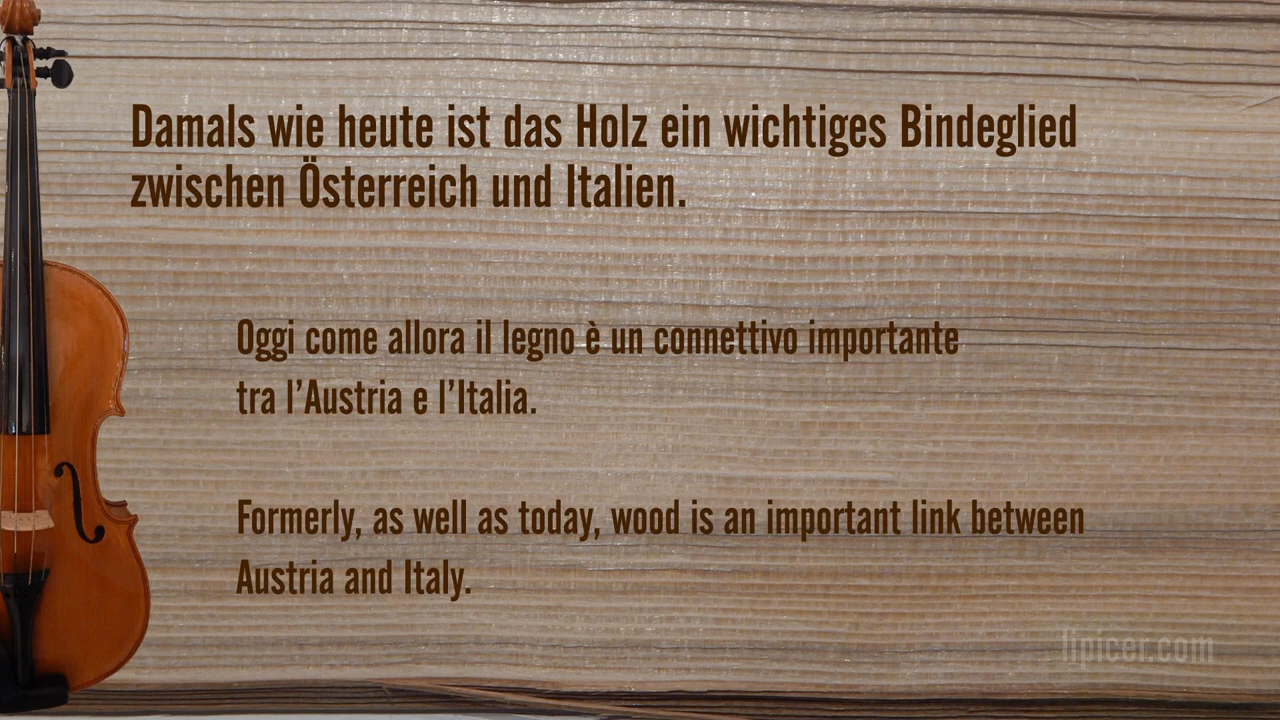 Damals wie heute ist das Holz ein wichtiges Bindeglied
zwischen Österreich und Italien.
Oggi come allora il legno è un connettivo importante
tra l’Austria e l’Italia.
Formerly, as well as today, wood is an important link between
Austria and Italy.
lipicer.com